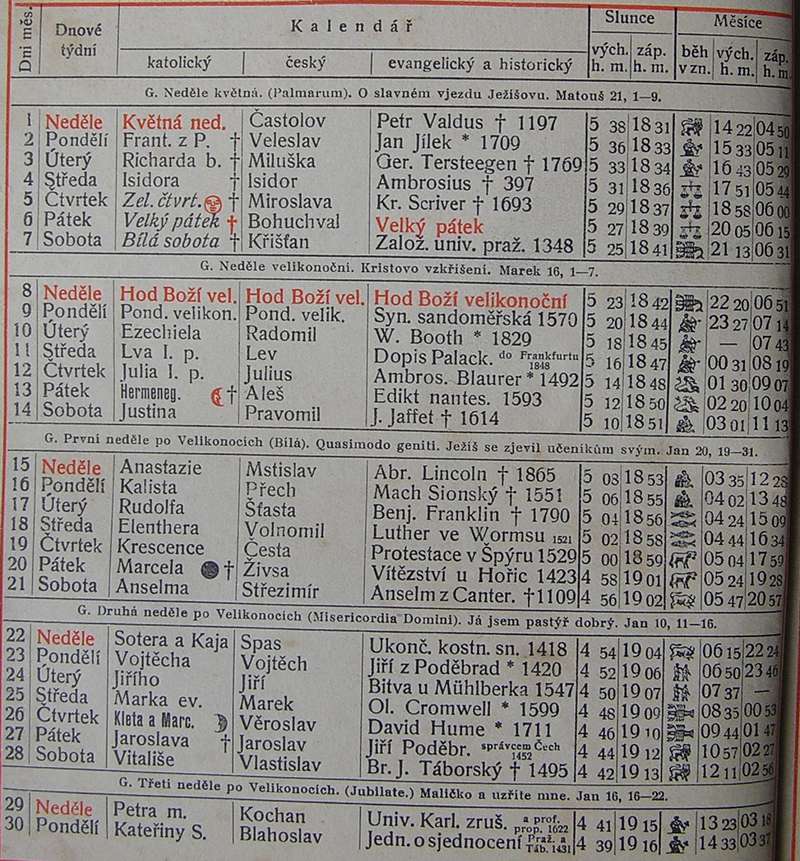 Dni měs. Dnové týdní Kalendář Slunce Měsíce
katolický český evangelický a historický vých. h. m. záp. h. m. běh v zn. vých. h. m. záp. h. m.
G. Neděle květná. (Palmarum). O slavném vjezdu Ježíšovu. Matouš 21, 1–9.
1 Neděle Květná ned. Častolov Petr Valdus † 1197 5 38 18 31 14 22 04 50
2 Pondělí Frant. z P. † Veleslav Jan Jílek * 1709 5 36 18 33 15 33 05 11
3 Úterý Richarda b. † Miluška Ger. Tersteegen † 1769 5 33 18 34 16 43 05 29
4 Středa Isidora † Isidor Ambrosius † 397 5 31 18 36 17 51 05 44
5 Čtvrtek Zel. čtvrt. † Miroslava Kr. Scriver † 1693 5 29 18 37 18 58 06 00
6 Pátek Velký pátek † Bohuchval Velký pátek 5 27 18 39 20 05 06 15
7 Sobota Bílá sobota † Křišťan Založ. univ. praž. 1348 5 25 18 41 21 13 06 31
G. Neděle velikonoční. Kristovo vzkříšení. Marek 16, 1–7.
8 Neděle Hod Boží vel. Hod Boží vel. Hod Boží velikonoční 5 23 18 42 22 20 06 51
9 Pondělí Pond. velikon. Pond. velik. Syn. sandoměřská 1570 5 20 18 44 23 27 07 14
10 Úterý Ezechiela Radomil W. Booth * 1829 5 18 18 45 — 07 43
11 Středa Lva I. p. Lev Dopis Palack. do Frankfurtu 1848 5 16 18 47 00 31 08 19
12 Čtvrtek Julia I. p. Julius Ambros. Blaurer * 1492 5 14 18 48 01 30 09 07
13 Pátek Hermeneg. † Aleš Edikt nantes. 1593 5 12 18 50 02 20 10 04
14 Sobota Justina Pravomil J. Jaffet † 1614 5 10 18 51 03 01 11 13
G. První neděle po Velikonocích (Bílá). Quasimodo geniti. Ježíš se zjevil učeníkům svým. Jan 20, 19–31.
15 Neděle Anastazie Mstislav Abr. Lincoln † 1865 5 08 18 53 03 35 12 28
16 Pondělí Kalista Přech Mach Sionský † 1551 5 06 18 55 04 02 13 48
17 Úterý Rudolfa Šťasta Benj. Franklin † 1790 5 04 18 56 04 24 15 09
18 Středa Elenthera Volnomil Luther ve Wormsu 1521 5 02 18 58 04 44 16 34
19 Čtvrtek Krescence Česta Protestace v Špýru 1529 5 00 18 59 05 04 17 59
20 Pátek Marcela † Živsa Vítězství u Hořic 1423 4 58 19 01 05 24 19 28
21 Sobota Anselma Střezimír Anselm z Canter. †1109 4 56 19 02 05 47 20 57
G. Druhá neděle po Velikonocích (Misericordia Domini). Já jsem pastýř dobrý. Jan 10, 11–16.
22 Neděle Sotera a Kaja Spas Ukonč. kostn. sn. 1418 4 54 19 04 06 15 22 24
23 Pondělí Vojtěcha Vojtěch Jiří z Poděbrad * 1420 4 52 19 06 06 50 23 46
24 Úterý Jiřího Jiří Bitva u Mühlberka 1547 4 50 19 07 07 37 —
25 Středa Marka ev. Marek Ol. Cromwell * 1599 4 48 19 09 08 35 00 53
26 Čtvrtek Kleta a Marc. Věroslav David Hume * 1711 4 46 19 10 09 44 01 47
27 Pátek Jaroslava † Jaroslav Jiří Poděbr. správcem Čech 1452 4 44 19 12 10 57 02 27
28 Sobota Vitališe Vlastislav Br. J. Táborský † 1495 4 42 19 13 12 11 02 56
G. Třetí neděle po Velikonocích. (Jubilate.) Maličko a uzříte mne. Jan 16, 16–22.
29 Neděle Petra m. Kochan Univ. Karl. zruš. a prof. prop. 1622 4 41 19 15 13 23 03 18
30 Pondělí Kateřiny S. Blahoslav Jedn. o sjednocení Praž. a Táb. 1431 4 39 19 16 14 33 03 37